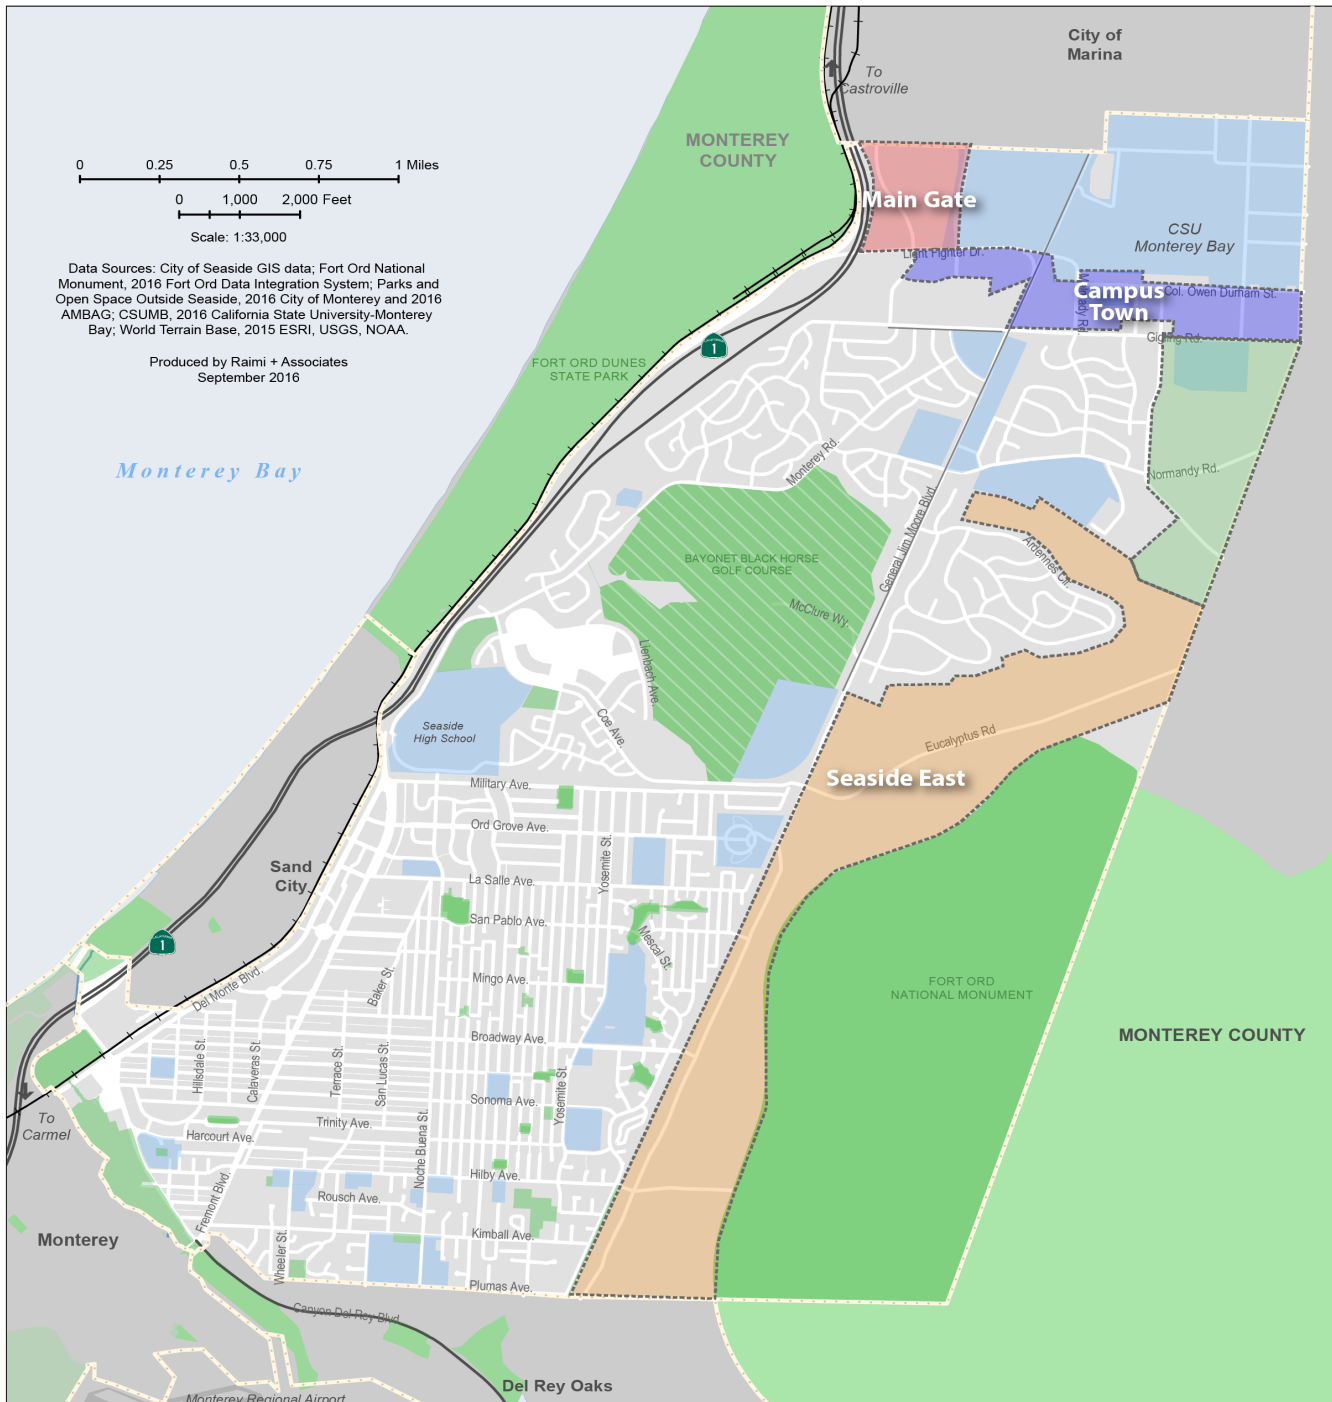 City of
Marina
To
Castroville
MONTEREY
COUNTY
0 0.25 0.5 0.75 1 Miles
0 1,000 2,000 Feet
Scale: 1:33,000
Data Sources: City of Seaside GIS data; Fort Ord National
Monument, 2016 Fort Ord Data Integration System; Parks and
Open Space Outside Seaside, 2016 City of Monterey and 2016
AMBAG; CSUMB, 2016 California State University-Monterey
Bay; World Terrain Base, 2015 ESRI, USGS, NOAA.
Produced by Raimi + Associates
September 2016
Main Gate
CSU
Monterey Bay
Light Fighter Dr.
Campus
Town
Col. Owen Durham St.
Gigling Rd.
1
FORT ORD DUNES
STATE PARK
Monterey Bay
Monterey Rd.
Normandy Rd.
General Jim Moore Blvd.
Ardennes Cir.
BAYONET BLACK HORSE
GOLF COURSE
McClure Wy.
Lienbach Ave.
Coe Ave.
Seaside
High School
Eucalyptus Rd
Seaside East
Military Ave.
Ord Grove Ave.
Yosemite St.
Sand
City
La Salle Ave.
San Pablo Ave.
Mescal St.
1
Del Monte Blvd.
Baker St.
Mingo Ave.
FORT ORD
NATIONAL MONUMENT
MONTEREY COUNTY
Broadway Ave.
Hillsdale St.
Calaveras St.
Terrace St.
San Lucas St.
Yosemite St.
Sonoma Ave.
To
Carmel
Trinity Ave.
Harcourt Ave.
Noche Buena St.
Hilby Ave.
Fremont Blvd.
Rousch Ave.
Monterey
Kimball Ave.
Wheeler St.
Plumas Ave.
Canyon Del Rey Blvd
Del Rey Oaks
Monterey Regional Airport